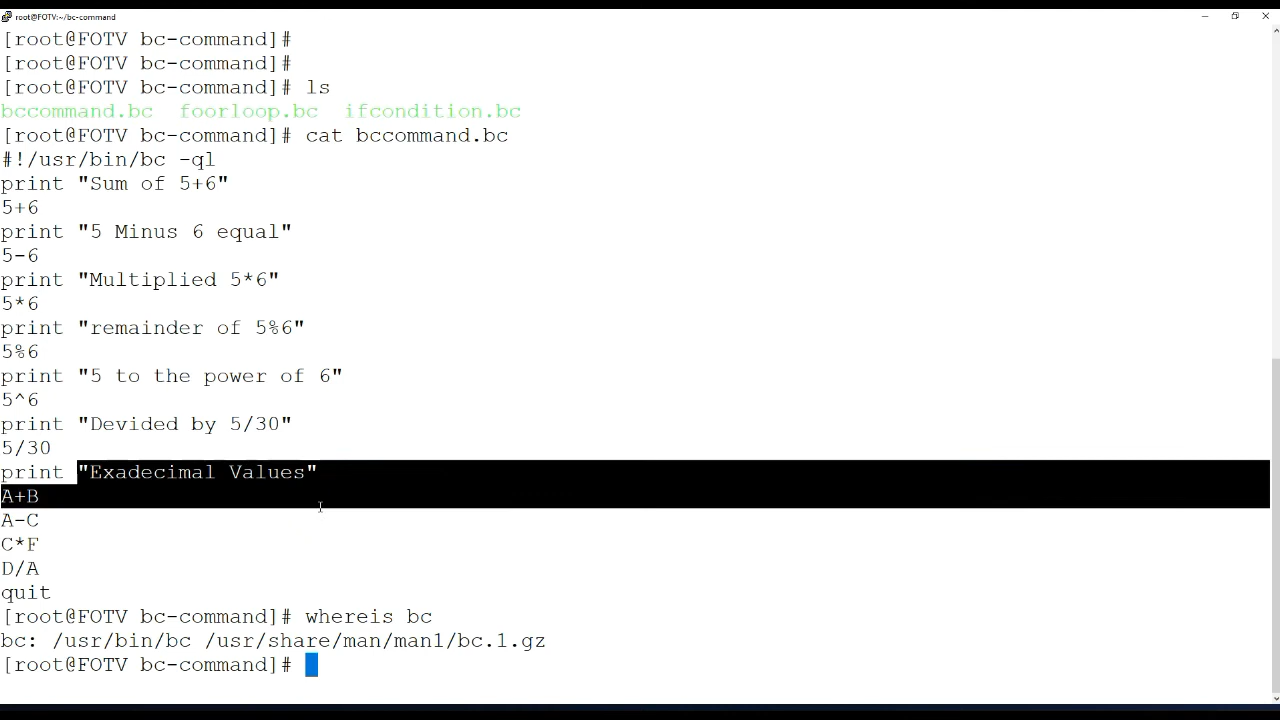 root@FOTV:~/bc-command
[root@FOTV bc-command]#
[root@FOTV bc-command]#
[root@FOTV bc-command]# ls
bccommand.bc  foorloop.bc  ifcondition.bc
[root@FOTV bc-command]# cat bccommand.bc
#!/usr/bin/bc -ql
print "Sum of 5+6"
5+6
print "5 Minus 6 equal"
5-6
print "Multiplied 5*6"
5*6
print "remainder of 5%6"
5%6
print "5 to the power of 6"
5^6
print "Devided by 5/30"
5/30
print "Exadecimal Values"
A+B
A-C
C*F
D/A
quit
[root@FOTV bc-command]# whereis bc
bc: /usr/bin/bc /usr/share/man/man1/bc.1.gz
[root@FOTV bc-command]#